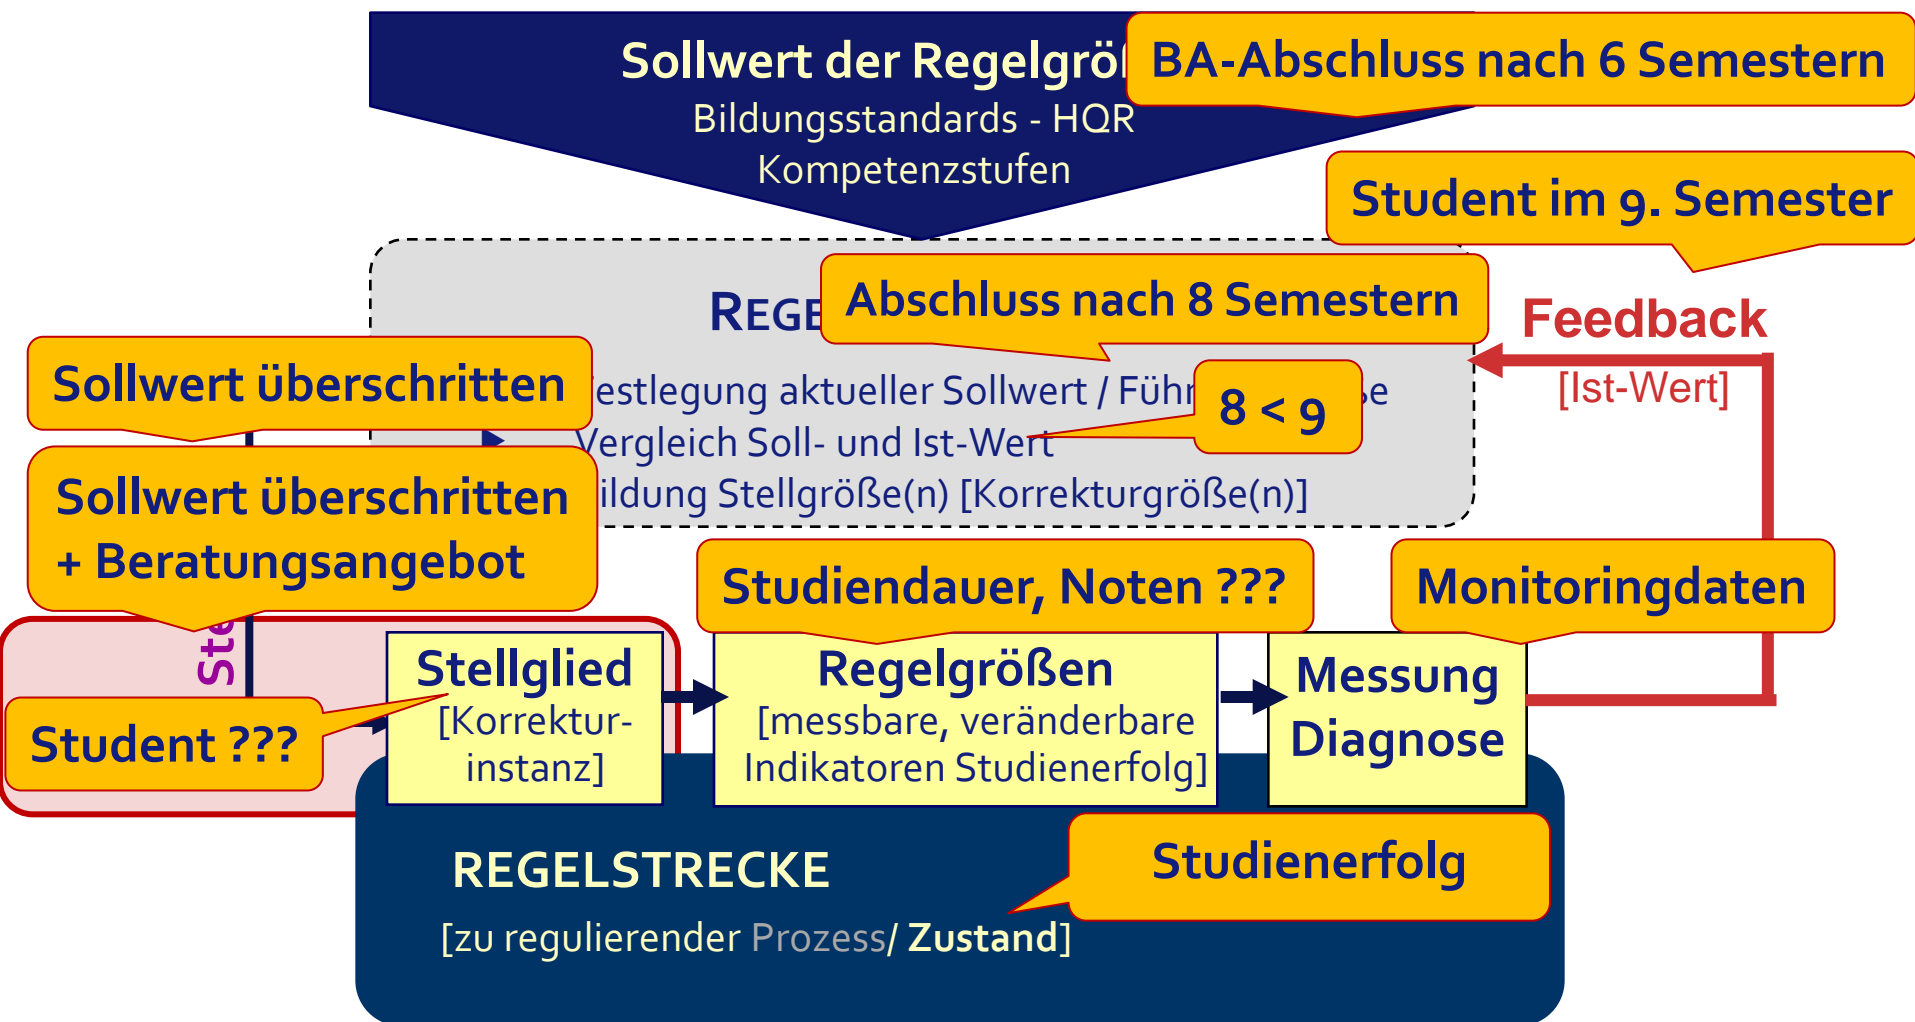 Sollwert der Regelgrö
BA-Abschluss nach 6 Semestern
Bildungsstandards - HQR
Kompetenzstufen
Student im 9. Semester
REGE
Abschluss nach 8 Semestern
Feedback
[Ist-Wert]
Sollwert überschritten
estlegung aktueller Sollwert / Führ
8 < 9
Vergleich Soll- und Ist-Wert
Sollwert überschritten
+ Beratungsangebot
ildung Stellgröße(n) [Korrekturgröße(n)]
Studiendauer, Noten ???
Monitoringdaten
Ste
Stellglied
[Korrektur-
instanz]
Student ???
Regelgrößen
[messbare, veränderbare
Indikatoren Studienerfolg]
Messung
Diagnose
REGELSTRECKE
Studienerfolg
[zu regulierender Prozess/ Zustand]